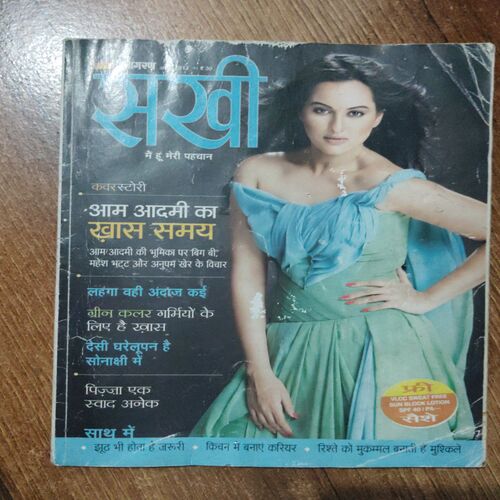 जागरण
₹30
सखी
मैं हूं मेरी पहचान
कवरस्टोरी
आम आदमी का
ख़ास समय
आम आदमी की भूमिका पर बिग बी,
महेश भट्ट और अनुपम खेर के विचार
लहंगा वही अंदाज कई
ग्रीन कलर गर्मियों के
लिए है ख़ास
देसी घरेलूपन है
सोनाक्षी में
पिज़्जा एक
स्वाद अनेक
फ्री
VLCC SWEAT FREE
SUN BLOCK LOTION
SPF 40 / PA
सैशे
साथ में
झूठ भी होता है जरूरी • किचन में बनाएं करियर • रिश्ते को मुकम्मल बनाती हैं मुश्किलें